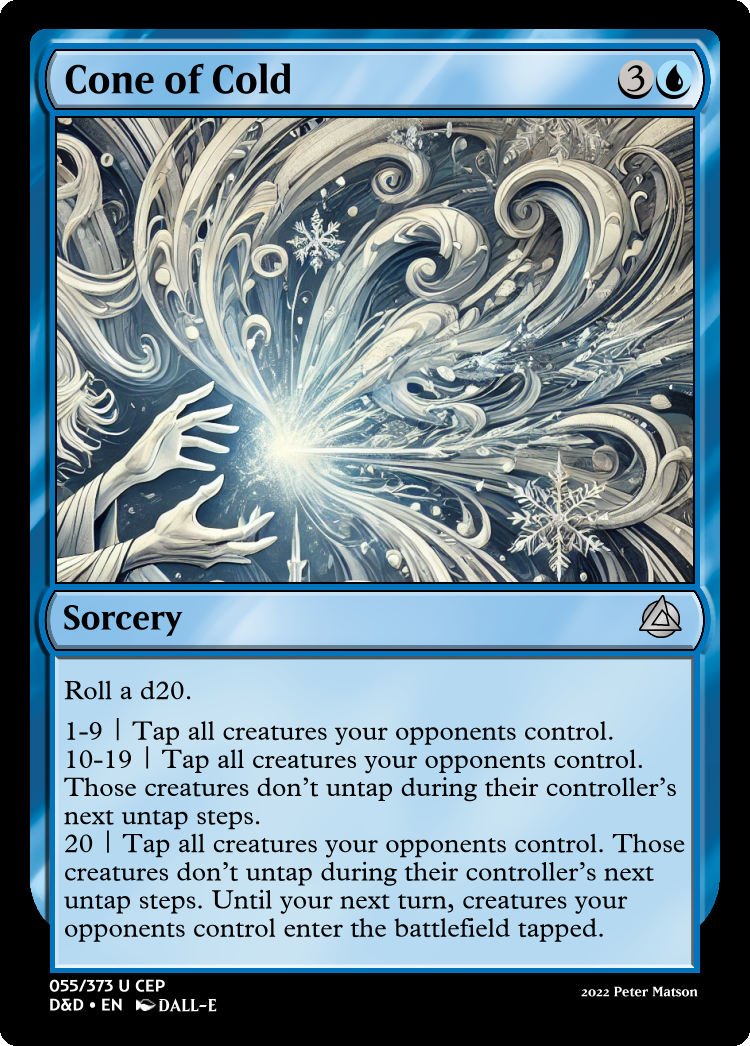 Cone of Cold 3
Sorcery
Roll a d20.
1-9 | Tap all creatures your opponents control.
10-19 | Tap all creatures your opponents control.
Those creatures don't untap during their controller's
next untap steps.
20 | Tap all creatures your opponents control. Those
creatures don't untap during their controller's next
untap steps. Until your next turn, creatures your
opponents control enter the battlefield tapped.
055/373 U CEP
D&D • EN DALL-E
2022 Peter Matson